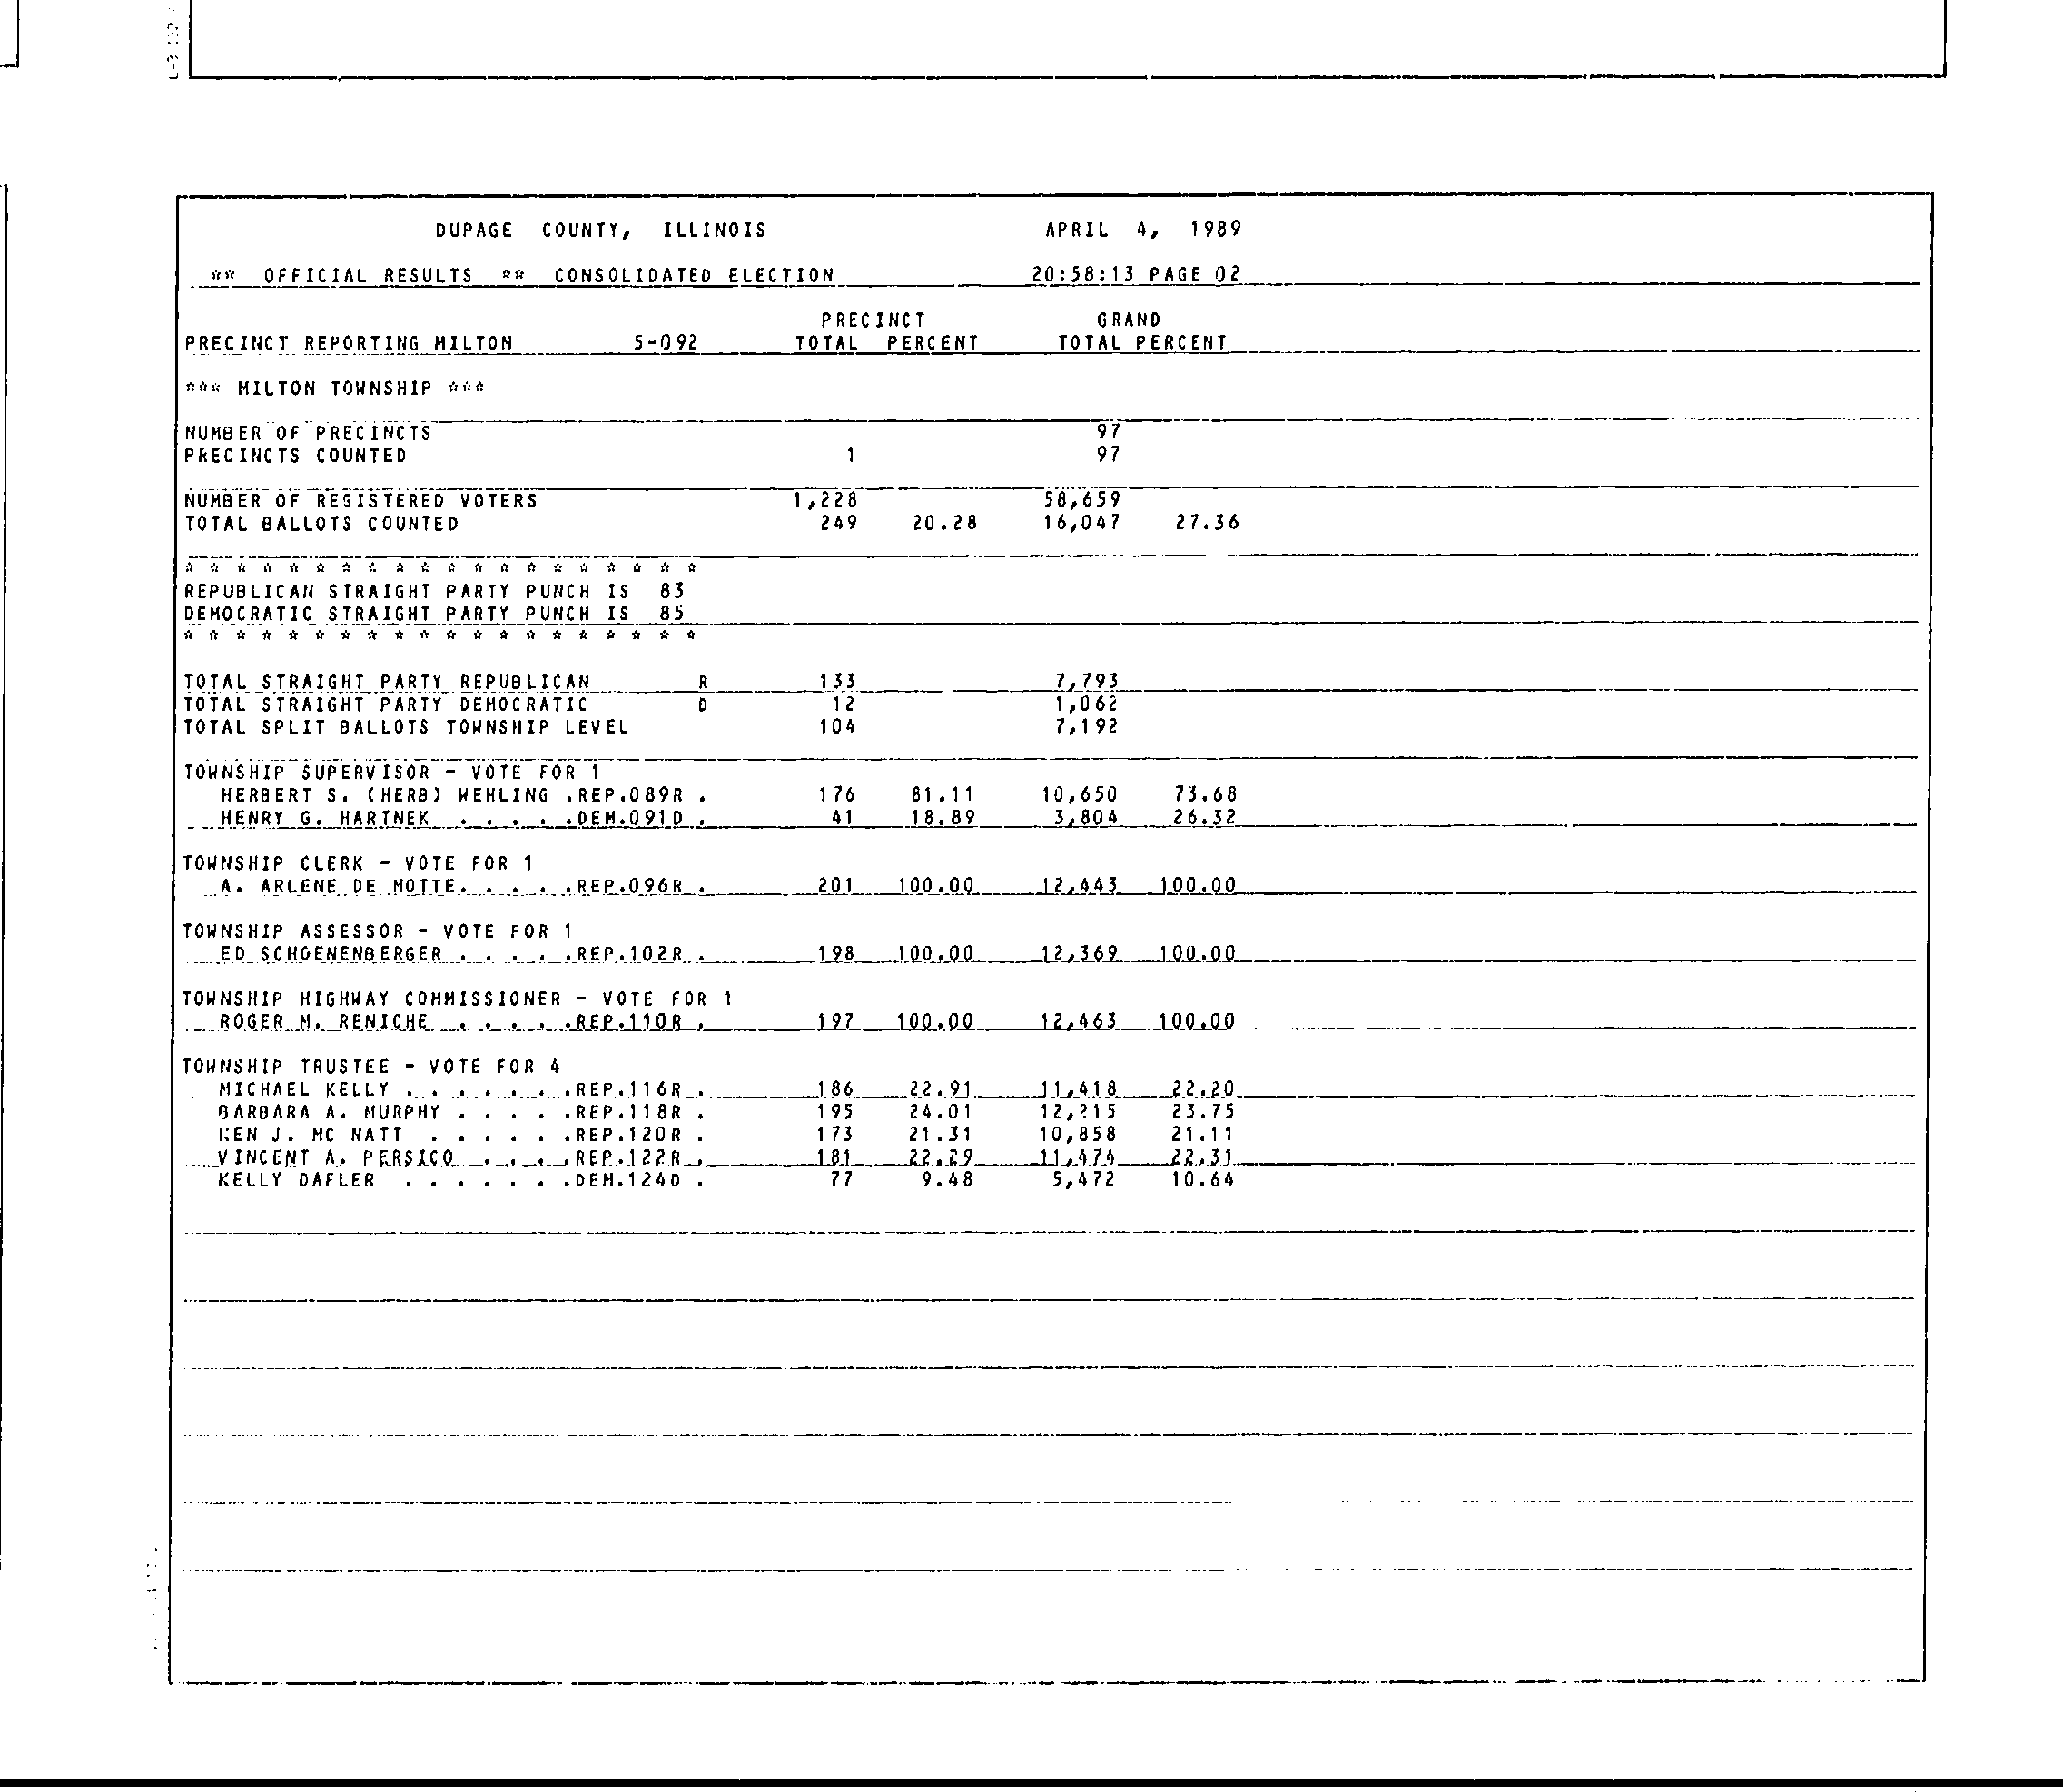 DUPAGE COUNTY, ILLINOIS APRIL 4, 1989
** OFFICIAL RESULTS ** CONSOLIDATED ELECTION 20:58:13 PAGE 02
PRECINCT GRAND
PRECINCT REPORTING MILTON 5-092 TOTAL PERCENT TOTAL PERCENT
*** MILTON TOWNSHIP ***
NUMBER OF PRECINCTS 97
PRECINCTS COUNTED 1 97
NUMBER OF REGISTERED VOTERS 1,228 58,659
TOTAL BALLOTS COUNTED 249 20.28 16,047 27.36
* * * * * * * * * * * * * * * * * * * *
REPUBLICAN STRAIGHT PARTY PUNCH IS 83
DEMOCRATIC STRAIGHT PARTY PUNCH IS 85
* * * * * * * * * * * * * * * * * * * *
TOTAL STRAIGHT PARTY REPUBLICAN R 133 7,793
TOTAL STRAIGHT PARTY DEMOCRATIC D 12 1,062
TOTAL SPLIT BALLOTS TOWNSHIP LEVEL 104 7,192
TOWNSHIP SUPERVISOR - VOTE FOR 1
HERBERT S. (HERB) WEHLING .REP.089R . 176 81.11 10,650 73.68
HENRY G. HARTNEK . . . . .DEM.091D . 41 18.89 3,804 26.32
TOWNSHIP CLERK - VOTE FOR 1
A. ARLENE DE MOTTE. . . . .REP.096R . 201 100.00 12,443 100.00
TOWNSHIP ASSESSOR - VOTE FOR 1
ED SCHOENENBERGER . . . . .REP.102R . 198 100.00 12,369 100.00
TOWNSHIP HIGHWAY COMMISSIONER - VOTE FOR 1
ROGER M. RENICHE . . . . .REP.110R . 197 100.00 12,463 100.00
TOWNSHIP TRUSTEE - VOTE FOR 4
MICHAEL KELLY . . . . . . .REP.116R . 186 22.91 11,418 22.20
BARBARA A. MURPHY . . . . .REP.118R . 195 24.01 12,215 23.75
KEN J. MC NATT . . . . . .REP.120R . 173 21.31 10,858 21.11
VINCENT A. PERSICO . . . .REP.122R . 181 22.29 11,474 22.31
KELLY DAFLER . . . . . . .DEM.124D . 77 9.48 5,472 10.64